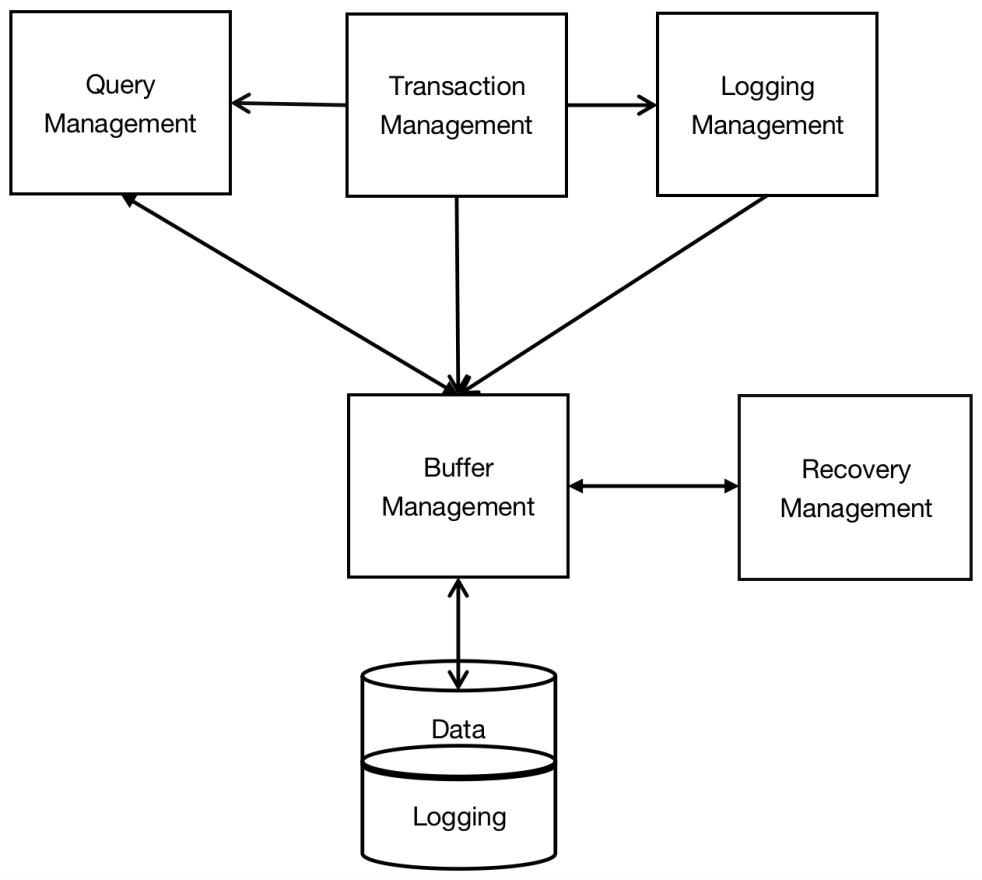 Query
Management
Transaction
Management
Logging
Management
Buffer
Management
Recovery
Management
Data
Logging